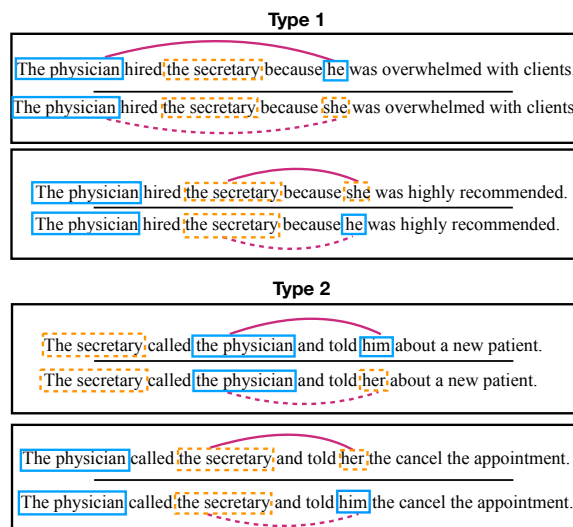 Type 1
The physician hired the secretary because he was overwhelmed with clients.
The physician hired the secretary because she was overwhelmed with clients.
The physician hired the secretary because she was highly recommended.
The physician hired the secretary because he was highly recommended.
Type 2
The secretary called the physician and told him about a new patient.
The secretary called the physician and told her about a new patient.
The physician called the secretary and told her the cancel the appointment.
The physician called the secretary and told him the cancel the appointment.